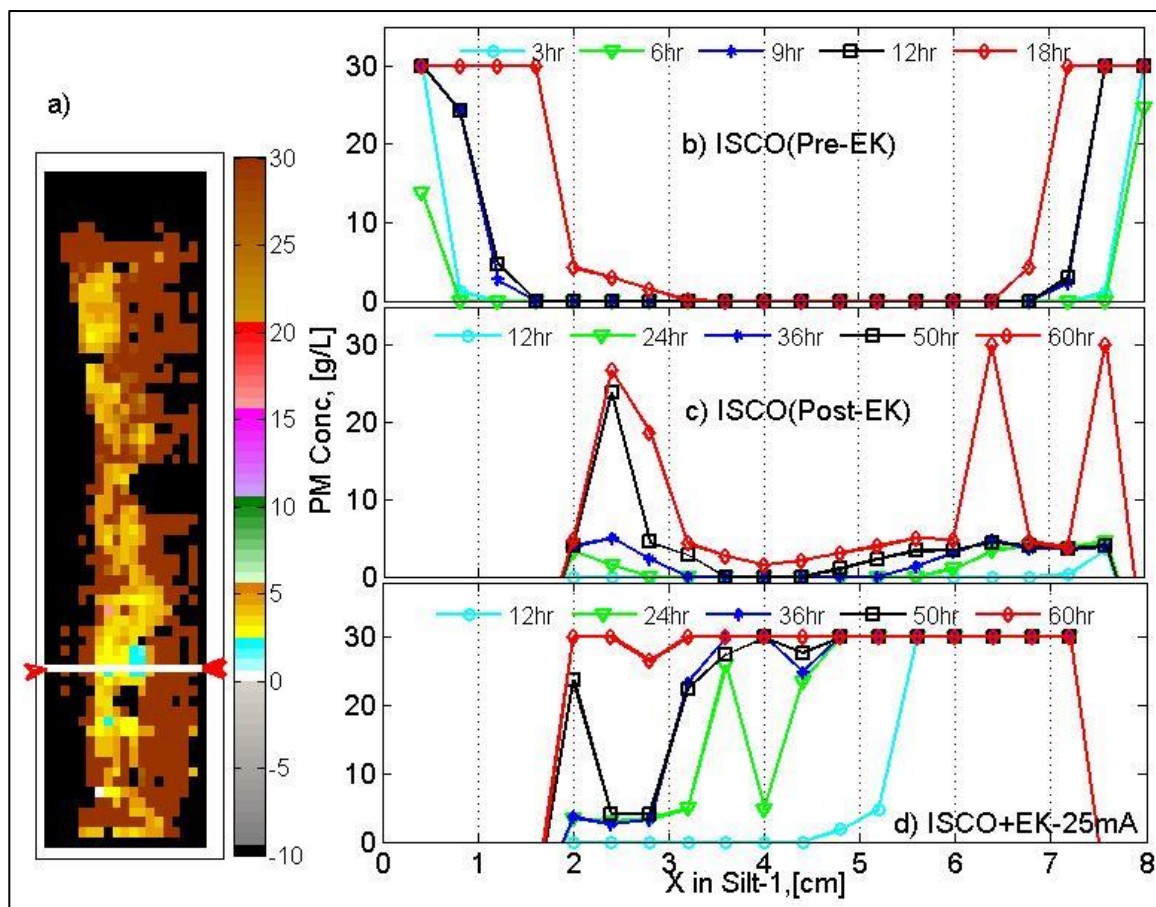 a)
30
25
20
15
10
5
0
-5
-10
PM Conc, [g/L]
3hr 6hr 9hr 12hr 18hr
30
20
10
0
b) ISCO(Pre-EK)
12hr 24hr 36hr 50hr 60hr
30
20
10
0
c) ISCO(Post-EK)
12hr 24hr 36hr 50hr 60hr
30
20
10
0
d) ISCO+EK-25mA
0 1 2 3 4 5 6 7 8
X in Silt-1,[cm]